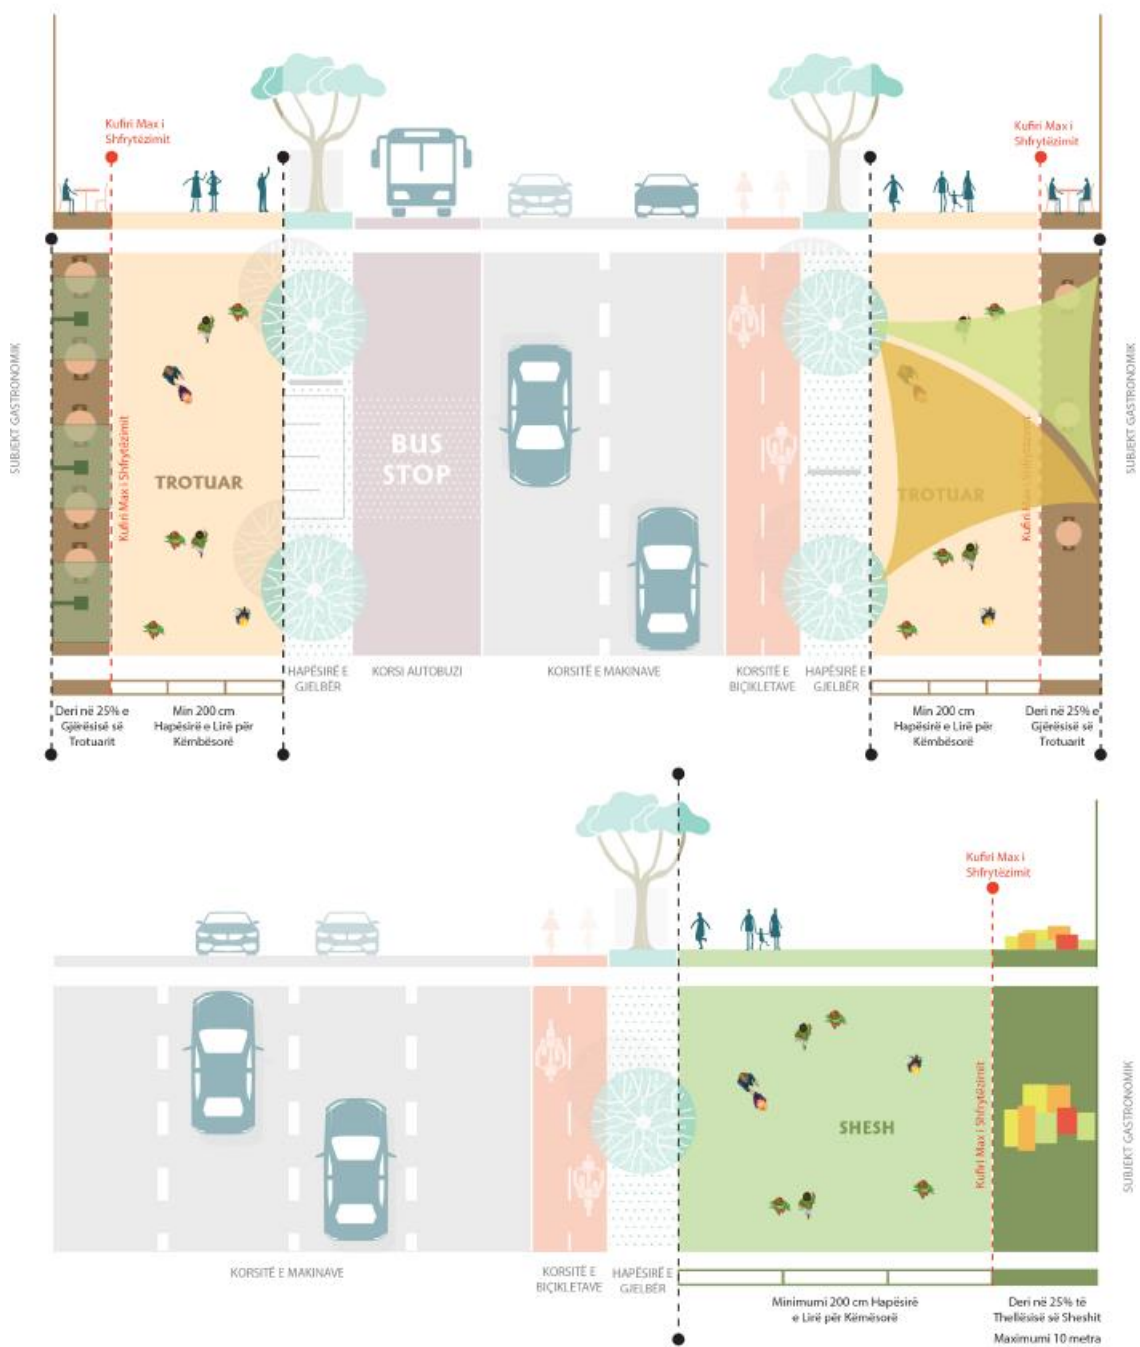 Kufiri Max i
Shfrytëzimit
Kufiri Max i
Shfrytëzimit
SUBJEKT GASTRONOMIK
Kufiri Max i Shfrytëzimit
TROTUAR
BUS
STOP
TROTUAR
Kufiri Max i Shfrytëzimit
SUBJEKT GASTRONOMIK
HAPËSIRË E
GJELBËR
KORSI AUTOBUZI
KORSITË E MAKINAVE
KORSITË E
BIÇIKLETAVE
HAPËSIRË E
GJELBËR
Deri në 25% e
Gjërësisë së
Trotuarit
Min 200 cm
Hapësirë e Lirë për
Këmbësorë
Min 200 cm
Hapësirë e Lirë për
Këmbësorë
Deri në 25% e
Gjërësisë së
Trotuarit
Kufiri Max i
Shfrytëzimit
SHESH
Kufiri Max i Shfrytëzimit
SUBJEKT GASTRONOMIK
KORSITË E MAKINAVE
KORSITË E
BIÇIKLETAVE
HAPËSIRË E
GJELBËR
Minimumi 200 cm Hapësirë
e Lirë për Këmësorë
Deri në 25% të
Thellësisë së Sheshit
Maximumi 10 metra